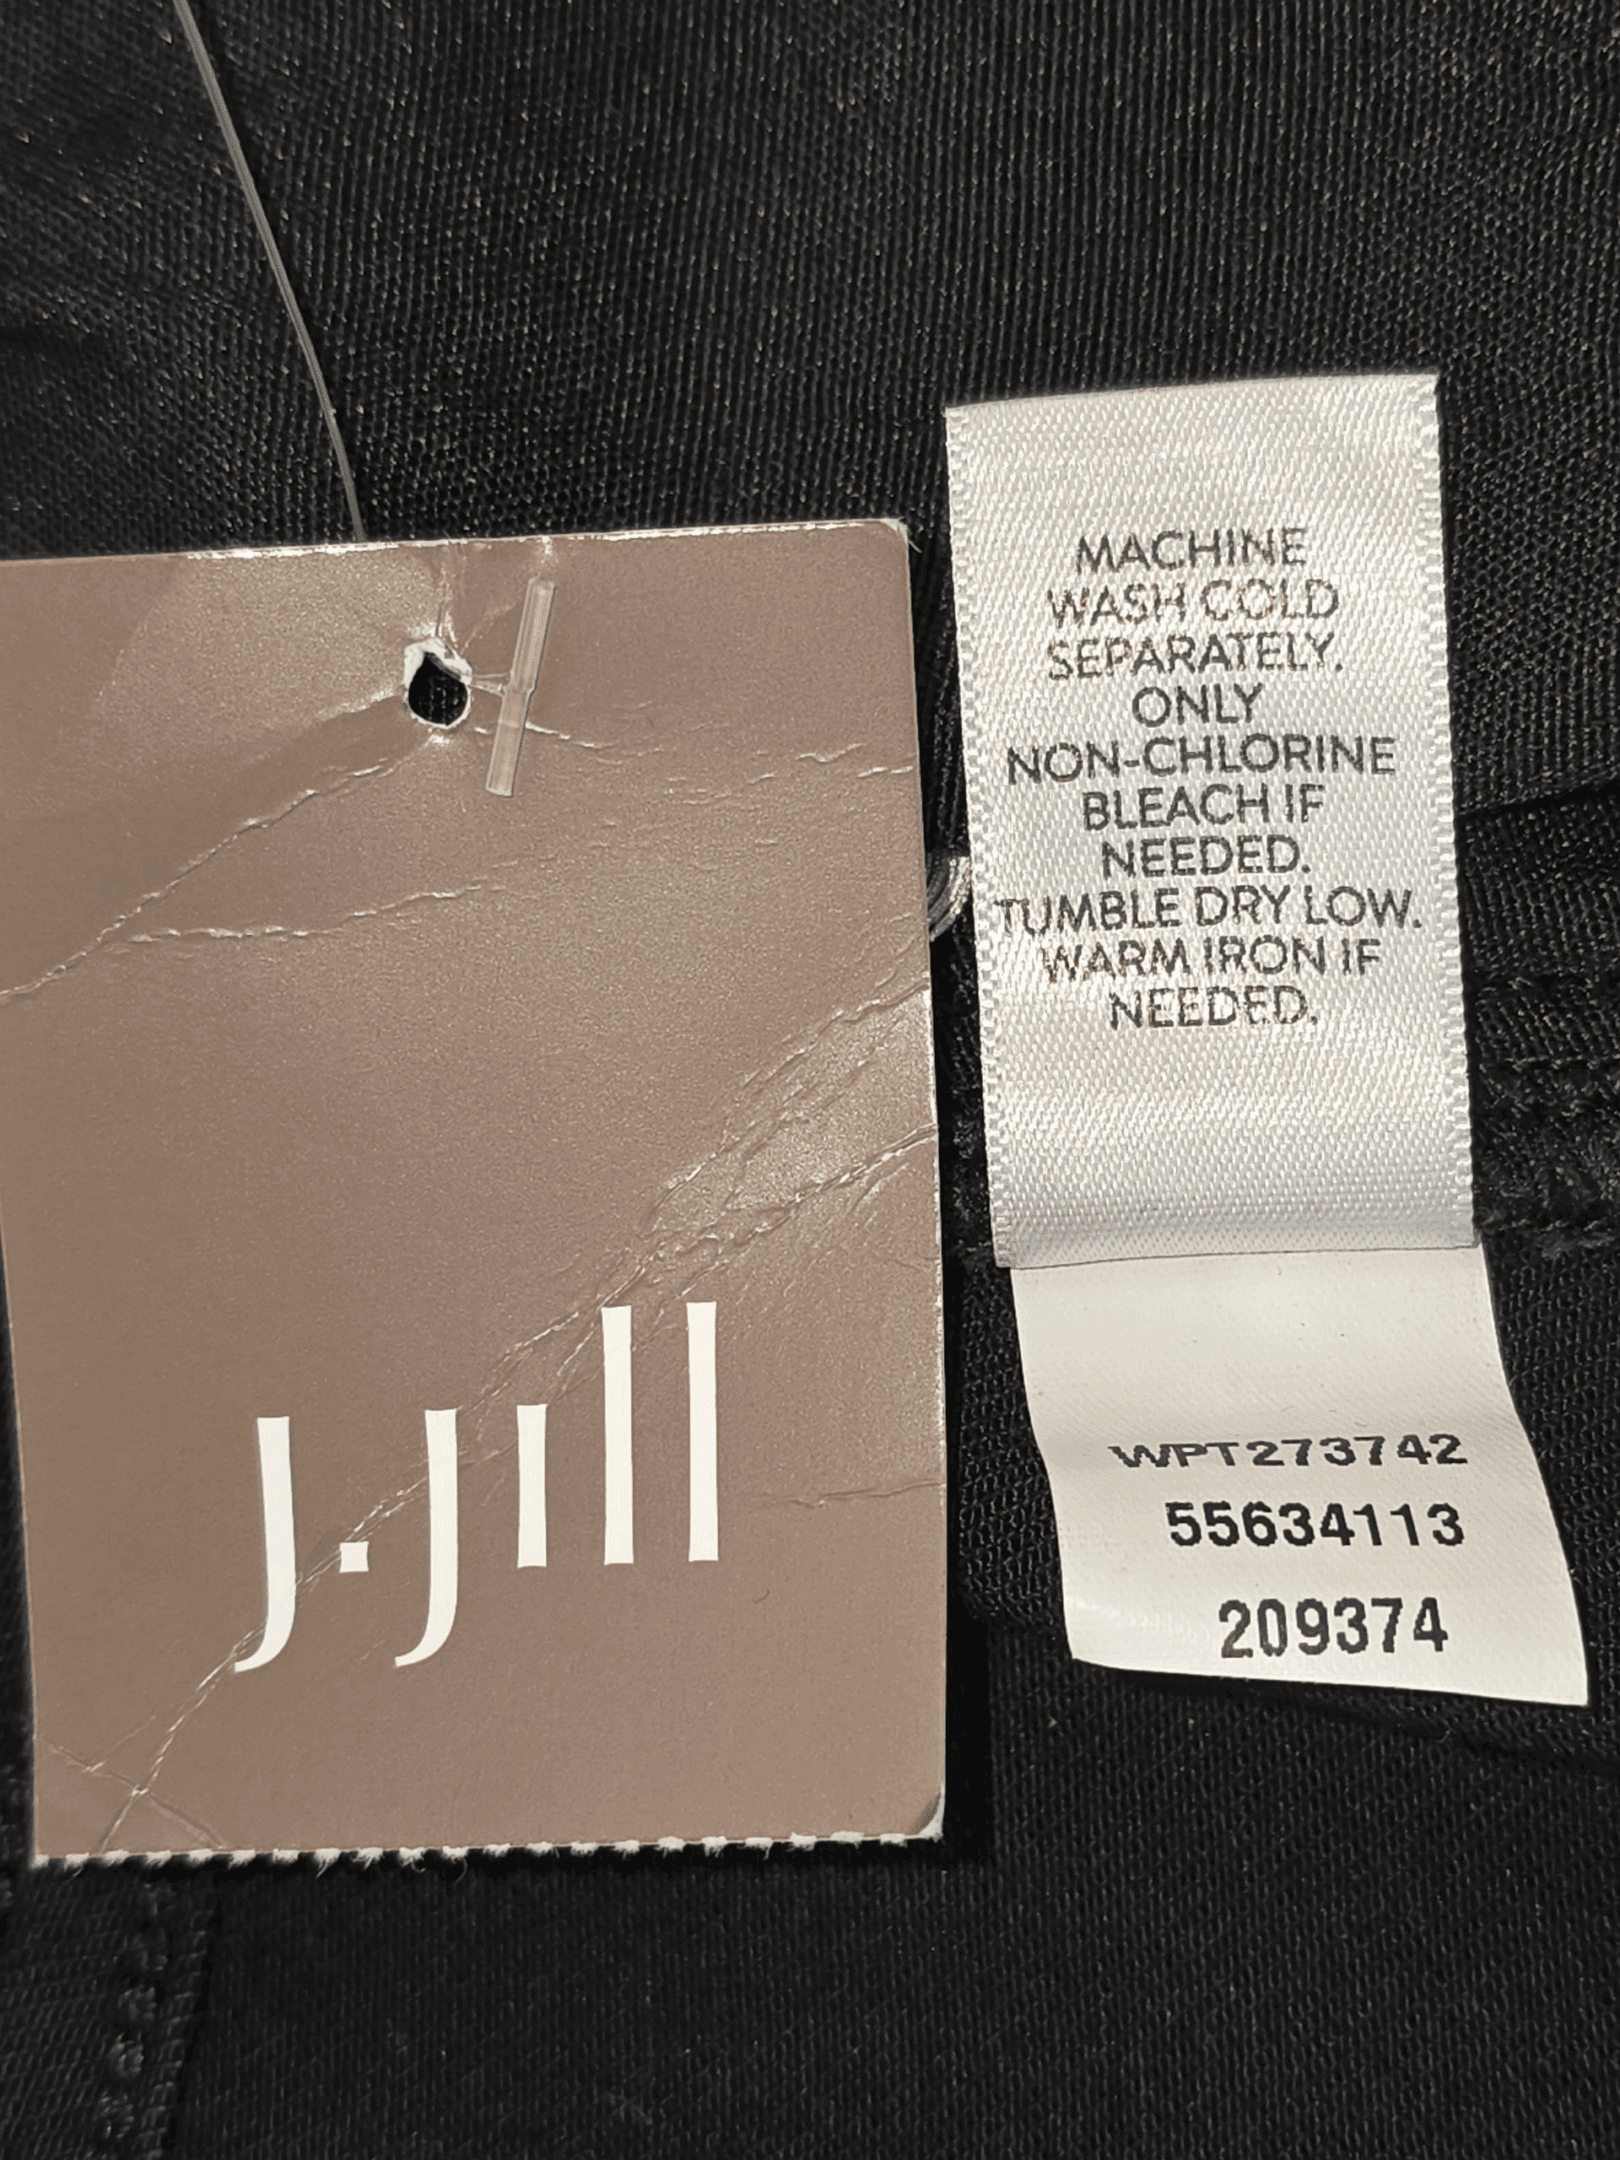 J.Jill
MACHINE
WASH COLD
SEPARATELY.
ONLY
NON-CHLORINE
BLEACH IF
NEEDED.
TUMBLE DRY LOW.
WARM IRON IF
NEEDED.
WPT273742
55634113
209374